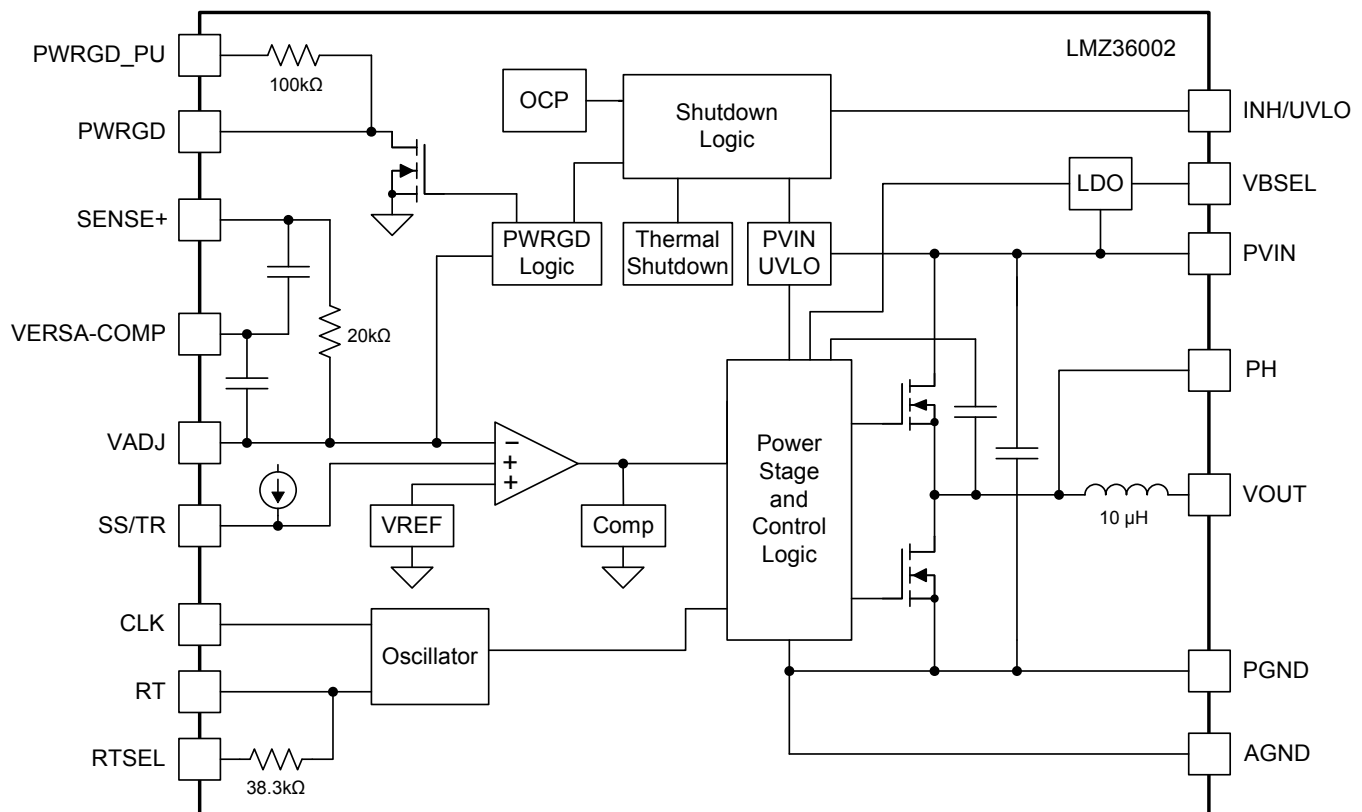 LMZ36002
PWRGD_PU
100kΩ
PWRGD
SENSE+
VERSA-COMP
20kΩ
VADJ
SS/TR
CLK
RT
RTSEL
38.3kΩ
OCP
Shutdown
Logic
PWRGD
Logic
Thermal
Shutdown
PVIN
UVLO
LDO
−
+
+
VREF
Comp
Oscillator
Power
Stage
and
Control
Logic
10 µH
INH/UVLO
VBSEL
PVIN
PH
VOUT
PGND
AGND